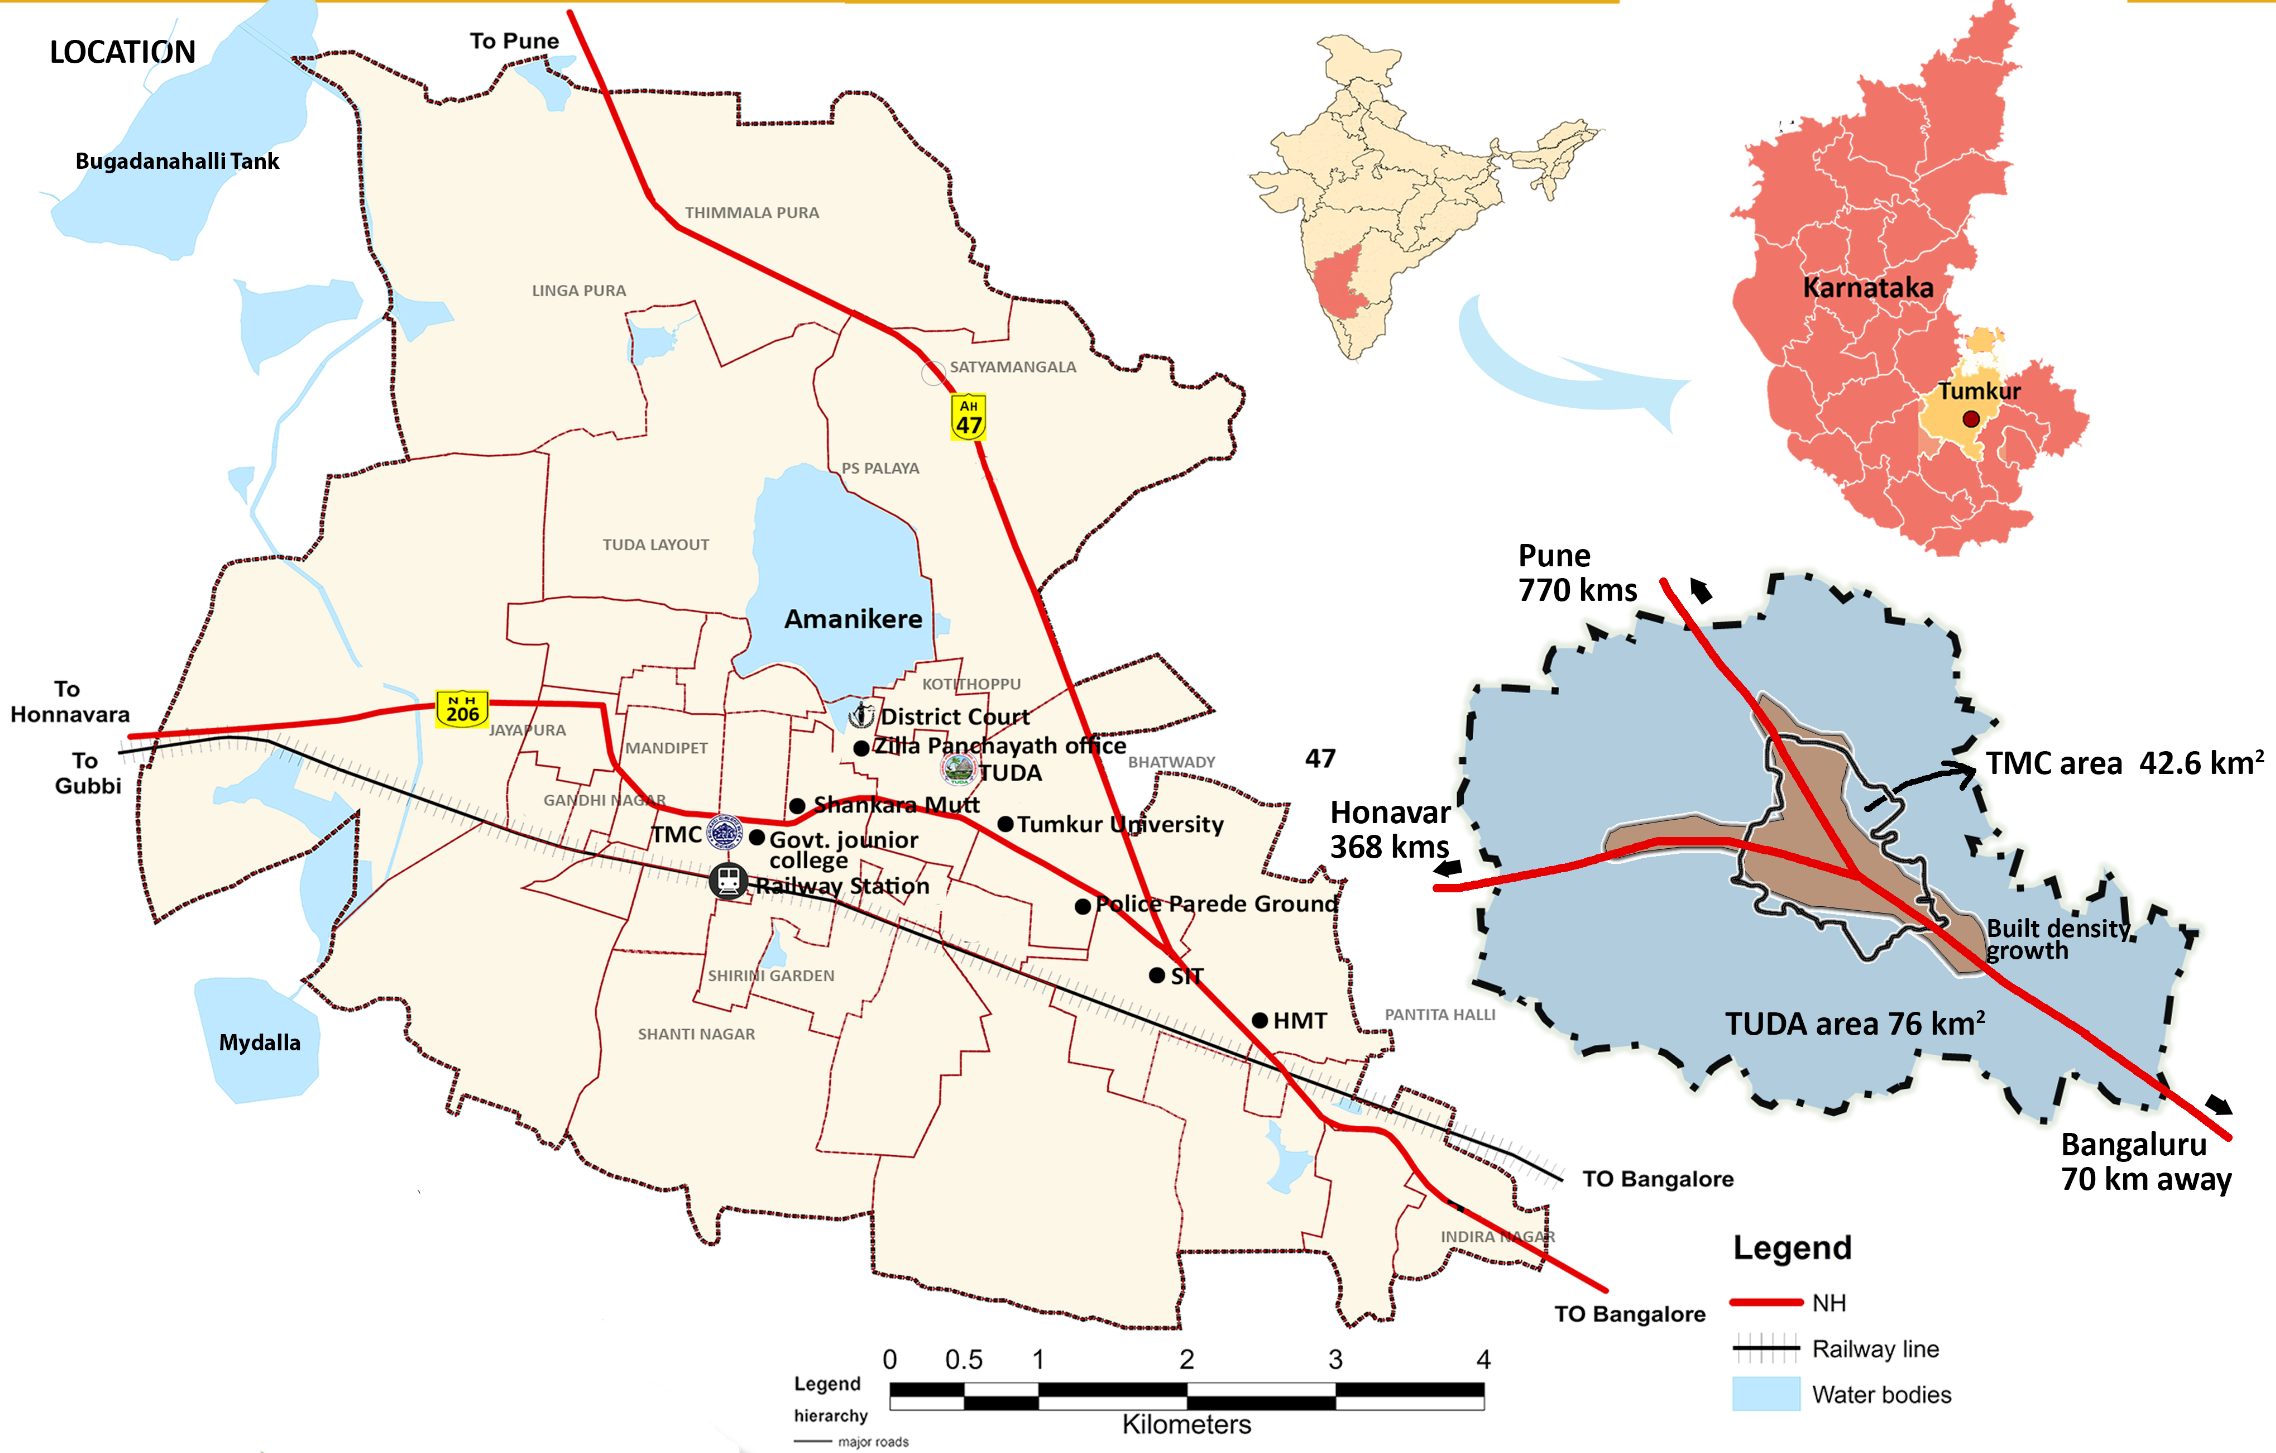 LOCATION
To Pune
Bugadanahalli Tank
THIMMALA PURA
LINGA PURA
SATYAMANGALA
AH
47
PS PALAYA
TUDA LAYOUT
Amanikere
To
Honnavara
N H
206
To
Gubbi
JAYAPURA
MANDIPET
KOTITHOPPU
District Court
Zilla Panchayath office
TUDA
TUDA
BHATWADY
47
GANDHI NAGAR
Shankara Mutt
TMC
Govt. jounior
college
Tumkur University
Railway Station
Police Parede Ground
SHIRINI GARDEN
SIT
SHANTI NAGAR
HMT
PANTITA HALLI
Mydalla
TO Bangalore
INDIRA NAGAR
TO Bangalore
0 0.5 1 2 3 4
Kilometers
Legend
hierarchy
major roads
Karnataka
Tumkur
Pune
770 kms
TMC area 42.6 km²
Honavar
368 kms
Built density
growth
TUDA area 76 km²
Bangaluru
70 km away
Legend
NH
Railway line
Water bodies